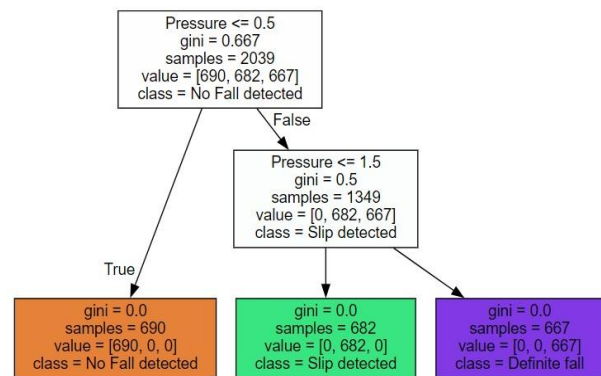 Pressure <= 0.5
gini = 0.667
samples = 2039
value = [690, 682, 667]
class = No Fall detected
False
Pressure <= 1.5
gini = 0.5
samples = 1349
value = [0, 682, 667]
class = Slip detected
True
gini = 0.0
samples = 690
value = [690, 0, 0]
class = No Fall detected
gini = 0.0
samples = 682
value = [0, 682, 0]
class = Slip detected
gini = 0.0
samples = 667
value = [0, 0, 667]
class = Definite fall